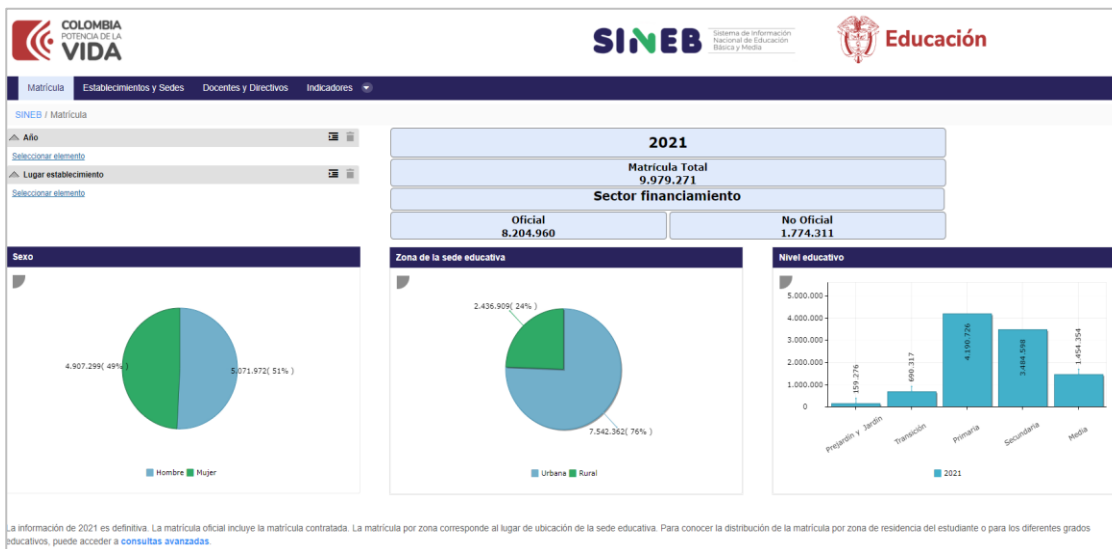 COLOMBIA
POTENCIA DE LA
VIDA
SINEB
Sistema de Información
Nacional de Educación
Básica y Media
Educación
Matrícula Establecimientos y Sedes Docentes y Directivos Indicadores
SINEB / Matrícula
Año
Seleccionar elemento
Lugar establecimiento
Seleccionar elemento
2021
Matrícula Total
9.979.271
Sector financiamiento
Oficial
8.204.960
No Oficial
1.774.311
Sexo
4.907.299( 49% )
5.071.972( 51% )
Hombre Mujer
Zona de la sede educativa
2.436.909( 24% )
7.542.362( 76% )
Urbana Rural
Nivel educativo
5.000.000
4.000.000
3.000.000
2.000.000
1.000.000
0
159.276
690.317
4.190.726
3.484.598
1.454.354
Prejardín y Jardín
Transición
Primaria
Secundaria
Media
2021
La información de 2021 es definitiva. La matrícula oficial incluye la matrícula contratada. La matrícula por zona corresponde al lugar de ubicación de la sede educativa. Para conocer la distribución de la matrícula por zona de residencia del estudiante o para los diferentes grados
educativos, puede acceder a consultas avanzadas.